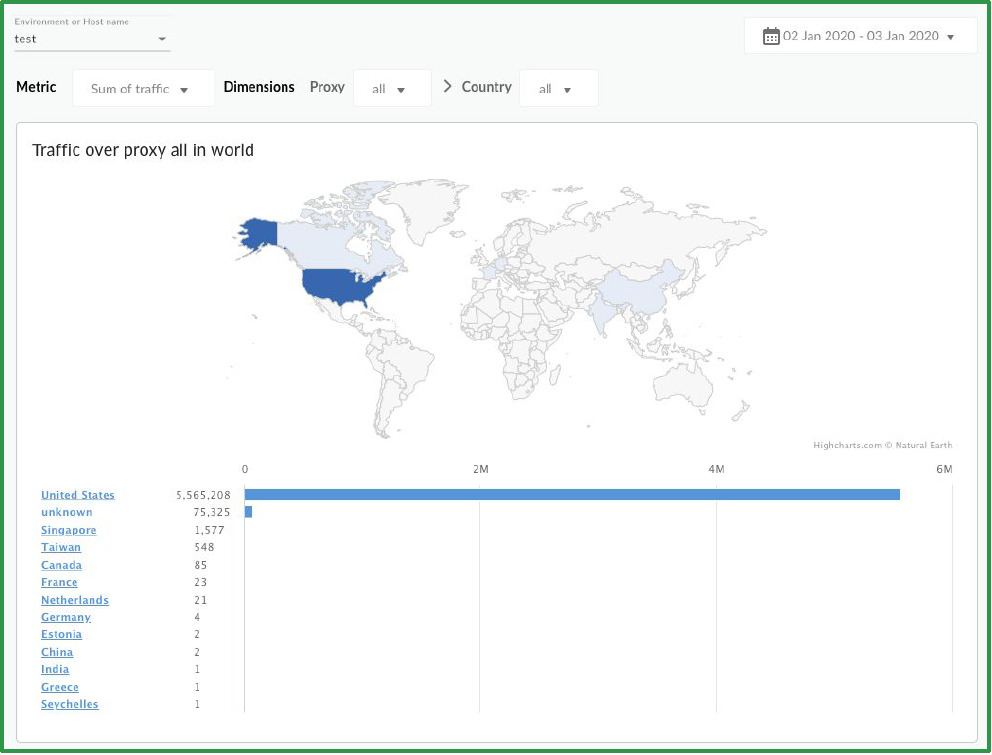 Environment or Host name
test
02 Jan 2020 - 03 Jan 2020
Metric Sum of traffic Dimensions Proxy all Country all
Traffic over proxy all in world
Highcharts.com © Natural Earth
0 2M 4M 6M
United States 5,565,208
unknown 75,325
Singapore 1,577
Taiwan 548
Canada 85
France 23
Netherlands 21
Germany 4
Estonia 2
China 2
India 1
Greece 1
Seychelles 1